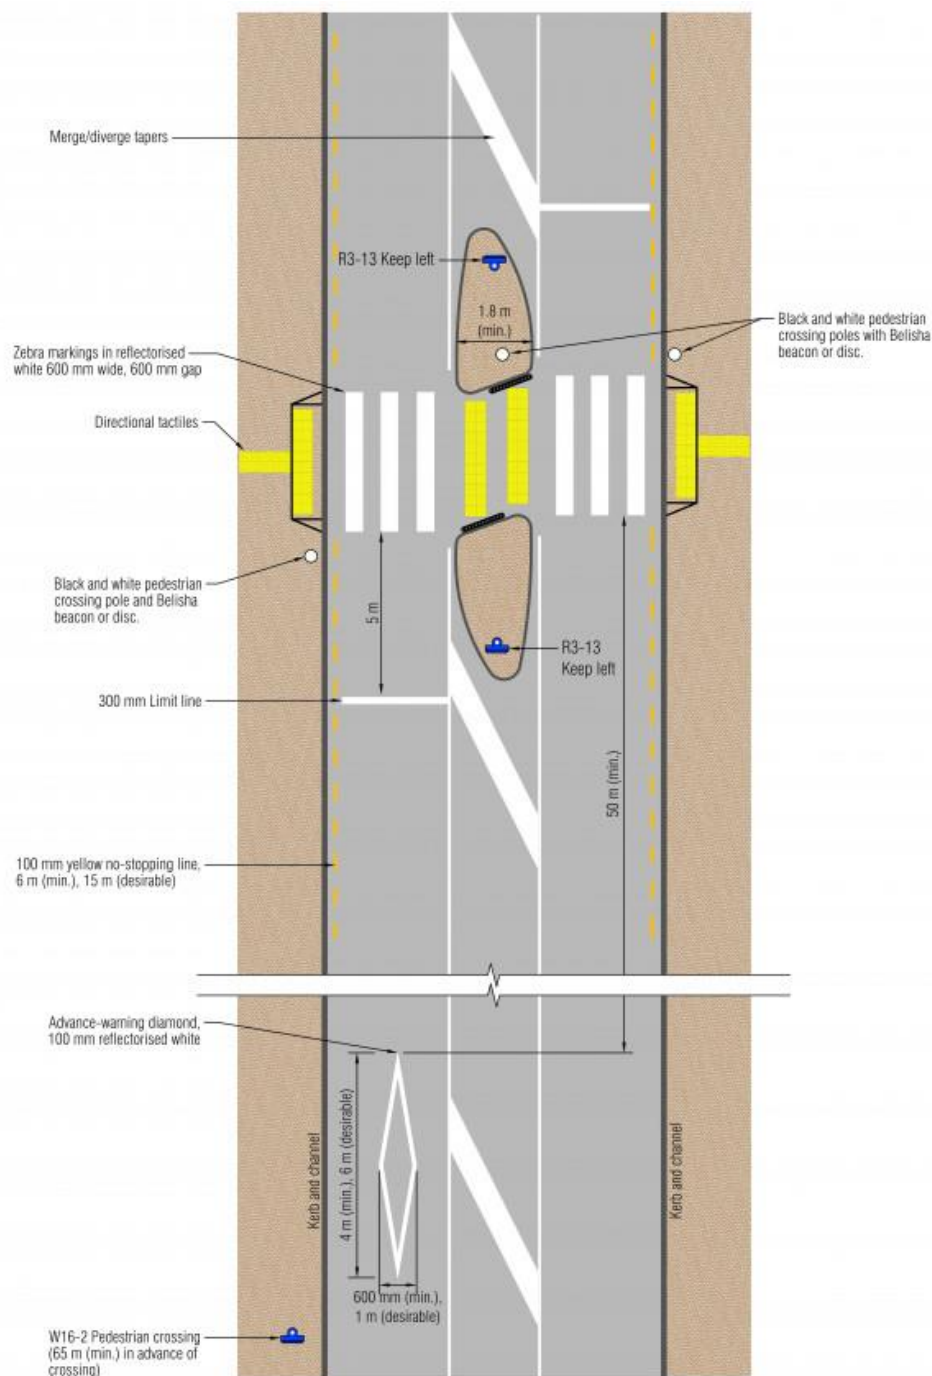 Merge/diverge tapers
R3-13 Keep left
1.8 m
(min.)
Black and white pedestrian
crossing poles with Belisha
beacon or disc.
Zebra markings in reflectorised
white 600 mm wide, 600 mm gap
Directional tactiles
Black and white pedestrian
crossing pole and Belisha
beacon or disc.
5 m
R3-13
Keep left
300 mm Limit line
50 m (min.)
100 mm yellow no-stopping line,
6 m (min.), 15 m (desirable)
Advance-warning diamond,
100 mm reflectorised white
Kerb and channel
4 m (min.), 6 m (desirable)
Kerb and channel
600 mm (min.),
1 m (desirable)
W16-2 Pedestrian crossing
(65 m (min.) in advance of
crossing)